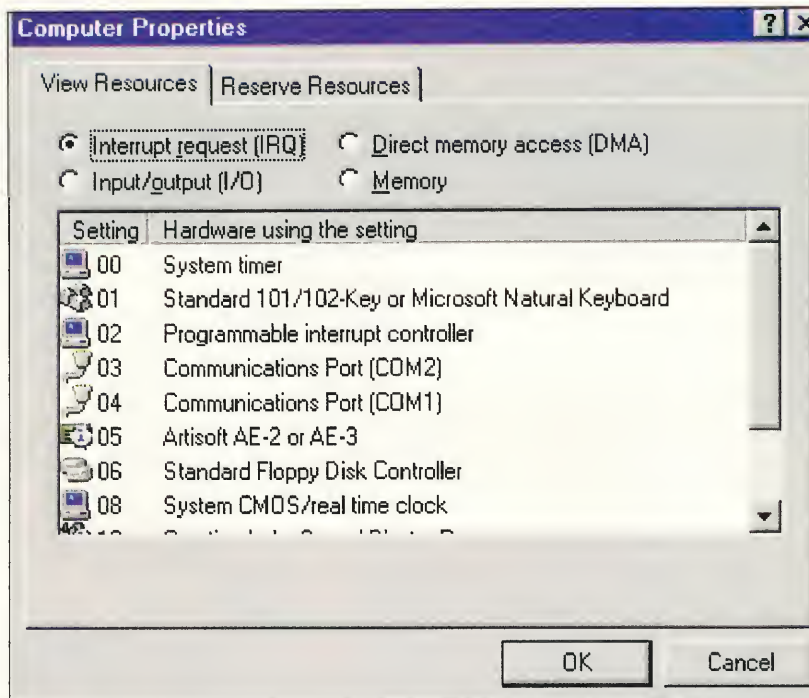 Computer Properties
View Resources
Reserve Resources
Interrupt request (IRQ)
Direct memory access (DMA)
Input/output (I/O)
Memory
Setting Hardware using the setting
00 System timer
01 Standard 101/102-Key or Microsoft Natural Keyboard
02 Programmable interrupt controller
03 Communications Port (COM2)
04 Communications Port (COM1)
05 Artisoft AE-2 or AE-3
06 Standard Floppy Disk Controller
08 System CMOS/real time clock
OK
Cancel